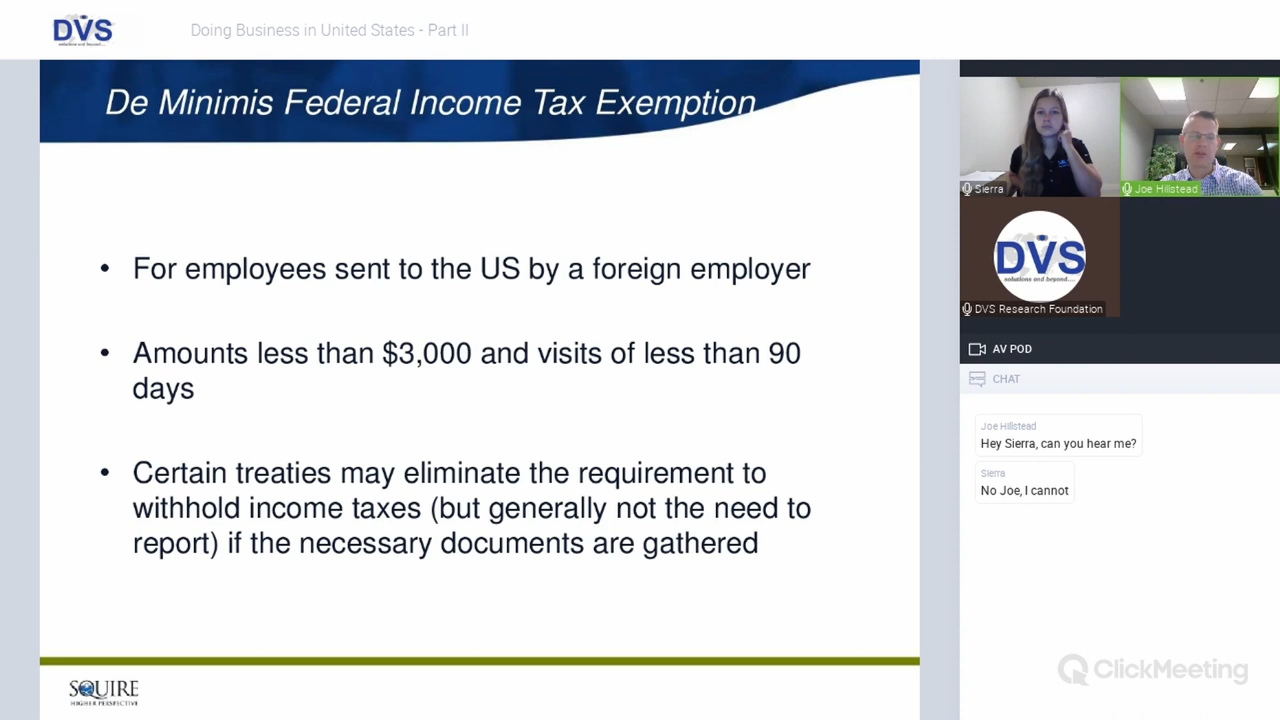 DVS
solutions and beyond....
Doing Business in United States - Part II
De Minimis Federal Income Tax Exemption
• For employees sent to the US by a foreign employer
• Amounts less than $3,000 and visits of less than 90
days
• Certain treaties may eliminate the requirement to
withhold income taxes (but generally not the need to
report) if the necessary documents are gathered
SQUIRE
HIGHER PERSPECTIVE
Sierra
Joe Hillstead
DVS
solutions and beyond....
DVS Research Foundation
AV POD
CHAT
Joe Hillstead
Hey Sierra, can you hear me?
Sierra
No Joe, I cannot
ClickMeeting